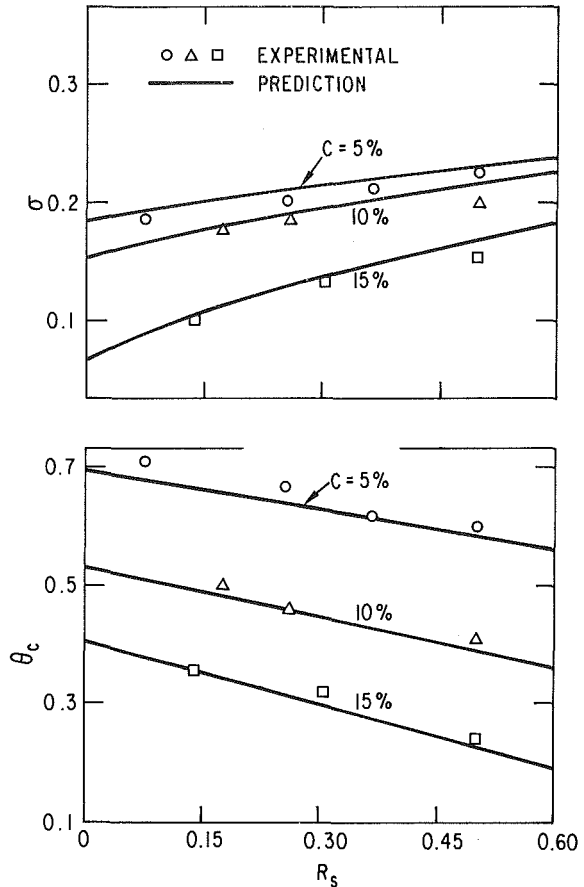 EXPERIMENTAL
PREDICTION
0.3
0.2
0.1
σ
C = 5%
10%
15%
0.7
0.5
0.3
0.1
θc
C = 5%
10%
15%
0 0.15 0.30 0.45 0.60
Rs